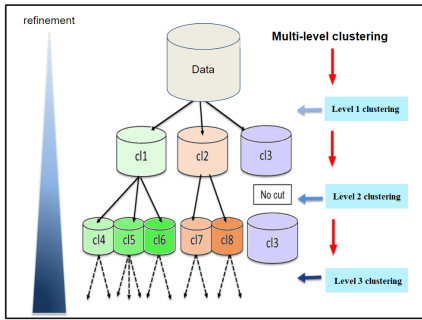 refinement
Multi-level clustering
Data
Level 1 clustering
cl1
cl2
cl3
No cut
Level 2 clustering
cl4
cl5
cl6
cl7
cl8
cl3
Level 3 clustering